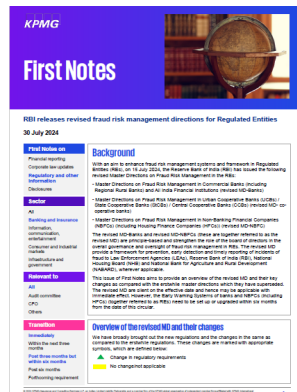 KPMG
First Notes
RBI releases revised fraud risk management directions for Regulated Entities
30 July 2024
First Notes on
Financial reporting
Corporate law updates
Regulatory and other
information
Disclosures
Sector
All
Banking and insurance
Information,
communication,
entertainment
Consumer and industrial
markets
Infrastructure and
government
Relevant to
All
Audit committee
CFO
Others
Transition
Immediately
Within the next three
months
Post three months but
within six months
Post six months
Forthcoming requirement
Background
With an aim to enhance fraud risk management systems and framework in Regulated
Entities (REs), on 15 July 2024, the Reserve Bank of India (RBI) has issued the following
revised Master Directions on Fraud Risk Management in the REs:
- Master Directions on Fraud Risk Management in Commercial Banks (including
Regional Rural Banks) and All India Financial Institutions (revised MD-Banks)
- Master Directions on Fraud Risk Management in Urban Cooperative Banks (UCBs) /
State Cooperative Banks (StCBs) / Central Cooperative Banks (CCBs) (revised MD- co-
operative banks)
- Master Directions on Fraud Risk Management in Non-Banking Financial Companies
(NBFCs) (including Housing Finance Companies (HFCs)) (revised MD-NBFC)
The revised MD-Banks and revised MD-NBFCs (these are together referred to as the
revised MD) are principle-based and strengthen the role of the board of directors in the
overall governance and oversight of fraud risk management in REs. The revised MD
provide a framework for prevention, early detection and timely reporting of incidents of
fraud to Law Enforcement Agencies (LEAs), Reserve Bank of India (RBI), National
Housing Board (NHB) and National Bank for Agriculture and Rural Development
(NABARD), wherever applicable.
This issue of First Notes aims to provide an overview of the revised MD and their key
changes as compared with the erstwhile master directions which they have superseded.
The revised MD are silent on the effective date and hence may be applicable with
immediate effect. However, the Early Warning Systems of banks and NBFCs (including
HFCs) (together referred to as REs) need to be set up or upgraded within six months
from the date of this circular.
Overview of the revised MD and their changes
We have broadly brought out the new regulations and the changes in the same as
compared to the erstwhile regulations. These changes are marked with appropriate
symbols, which are defined below:
Change in regulatory requirements
No change/not applicable